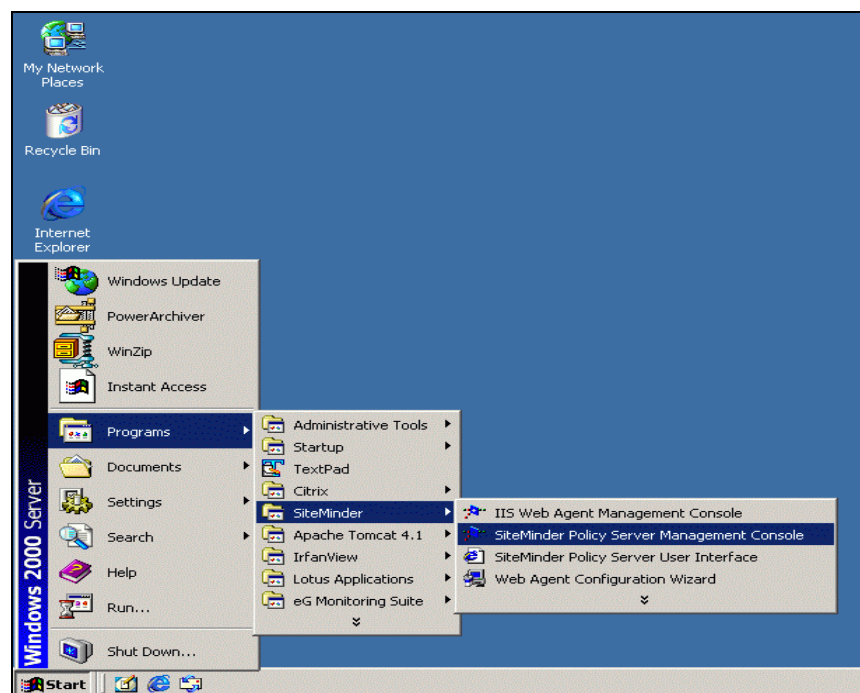 My Network
Places
Recycle Bin
Internet
Explorer
Windows Update
PowerArchiver
WinZip
Instant Access
Programs
Documents
Settings
Search
Help
Run...
Shut Down...
Windows 2000 Server
Administrative Tools
Startup
TextPad
Citrix
SiteMinder
Apache Tomcat 4.1
IrfanView
Lotus Applications
eG Monitoring Suite
IIS Web Agent Management Console
SiteMinder Policy Server Management Console
SiteMinder Policy Server User Interface
Web Agent Configuration Wizard
Start